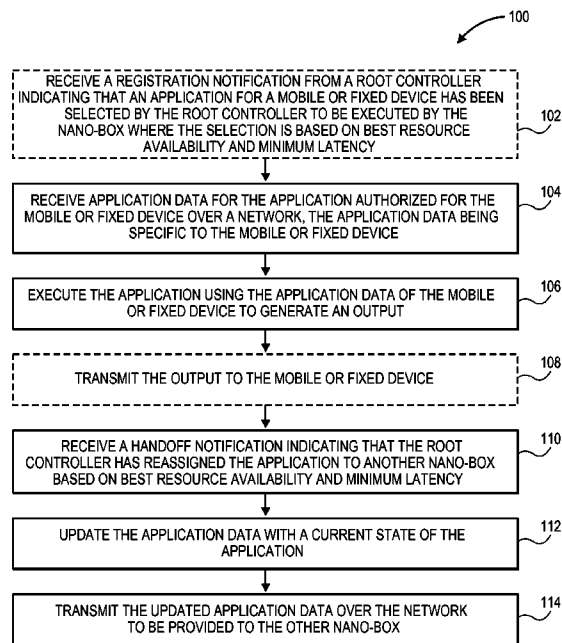 100
RECEIVE A REGISTRATION NOTIFICATION FROM A ROOT CONTROLLER
INDICATING THAT AN APPLICATION FOR A MOBILE OR FIXED DEVICE HAS BEEN
SELECTED BY THE ROOT CONTROLLER TO BE EXECUTED BY THE
NANO-BOX WHERE THE SELECTION IS BASED ON BEST RESOURCE
AVAILABILITY AND MINIMUM LATENCY
102
RECEIVE APPLICATION DATA FOR THE APPLICATION AUTHORIZED FOR THE
MOBILE OR FIXED DEVICE OVER A NETWORK, THE APPLICATION DATA BEING
SPECIFIC TO THE MOBILE OR FIXED DEVICE
104
EXECUTE THE APPLICATION USING THE APPLICATION DATA OF THE MOBILE
OR FIXED DEVICE TO GENERATE AN OUTPUT
106
TRANSMIT THE OUTPUT TO THE MOBILE OR FIXED DEVICE
108
RECEIVE A HANDOFF NOTIFICATION INDICATING THAT THE ROOT
CONTROLLER HAS REASSIGNED THE APPLICATION TO ANOTHER NANO-BOX
BASED ON BEST RESOURCE AVAILABILITY AND MINIMUM LATENCY
110
UPDATE THE APPLICATION DATA WITH A CURRENT STATE OF THE
APPLICATION
112
TRANSMIT THE UPDATED APPLICATION DATA OVER THE NETWORK
TO BE PROVIDED TO THE OTHER NANO-BOX
114